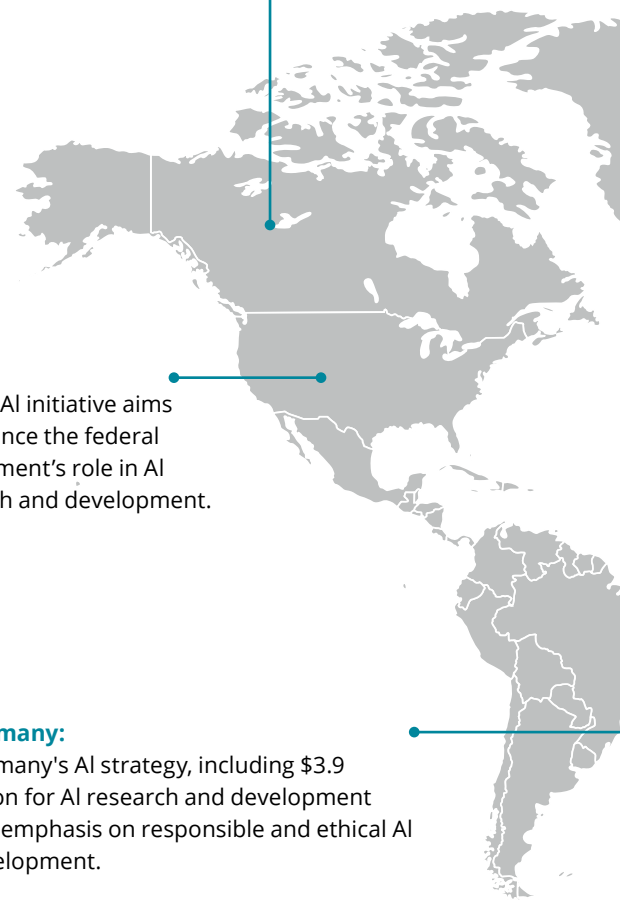 AI initiative aims
nce the federal
ment’s role in AI
h and development.
many:
many's AI strategy, including $3.9
on for AI research and development
emphasis on responsible and ethical AI
elopment.